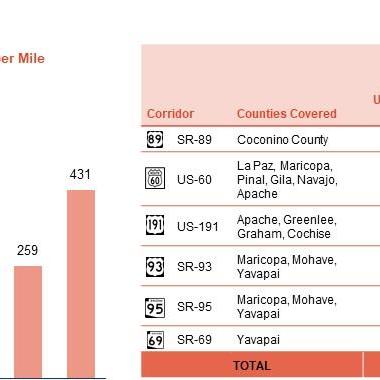 er Mile
431
259
U
Corridor Counties Covered
89 SR-89 Coconino County
60 US-60 La Paz, Maricopa,
Pinal, Gila, Navajo,
Apache
191 US-191 Apache, Greenlee,
Graham, Cochise
93 SR-93 Maricopa, Mohave,
Yavapai
95 SR-95 Maricopa, Mohave,
Yavapai
69 SR-69 Yavapai
TOTAL